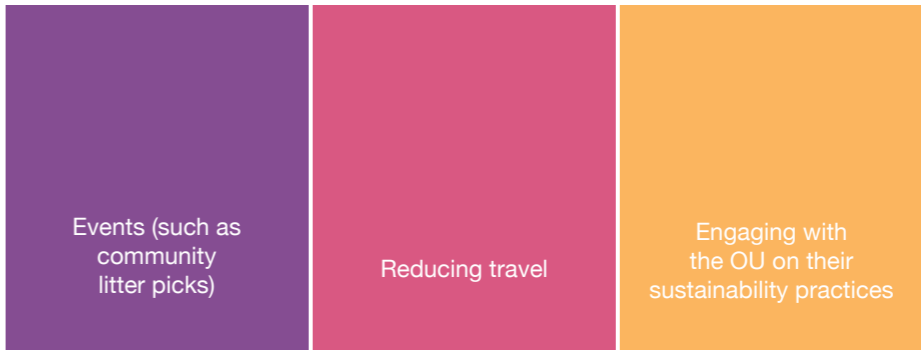 Events (such as
community
litter picks)
Reducing travel
Engaging with
the OU on their
sustainability practices